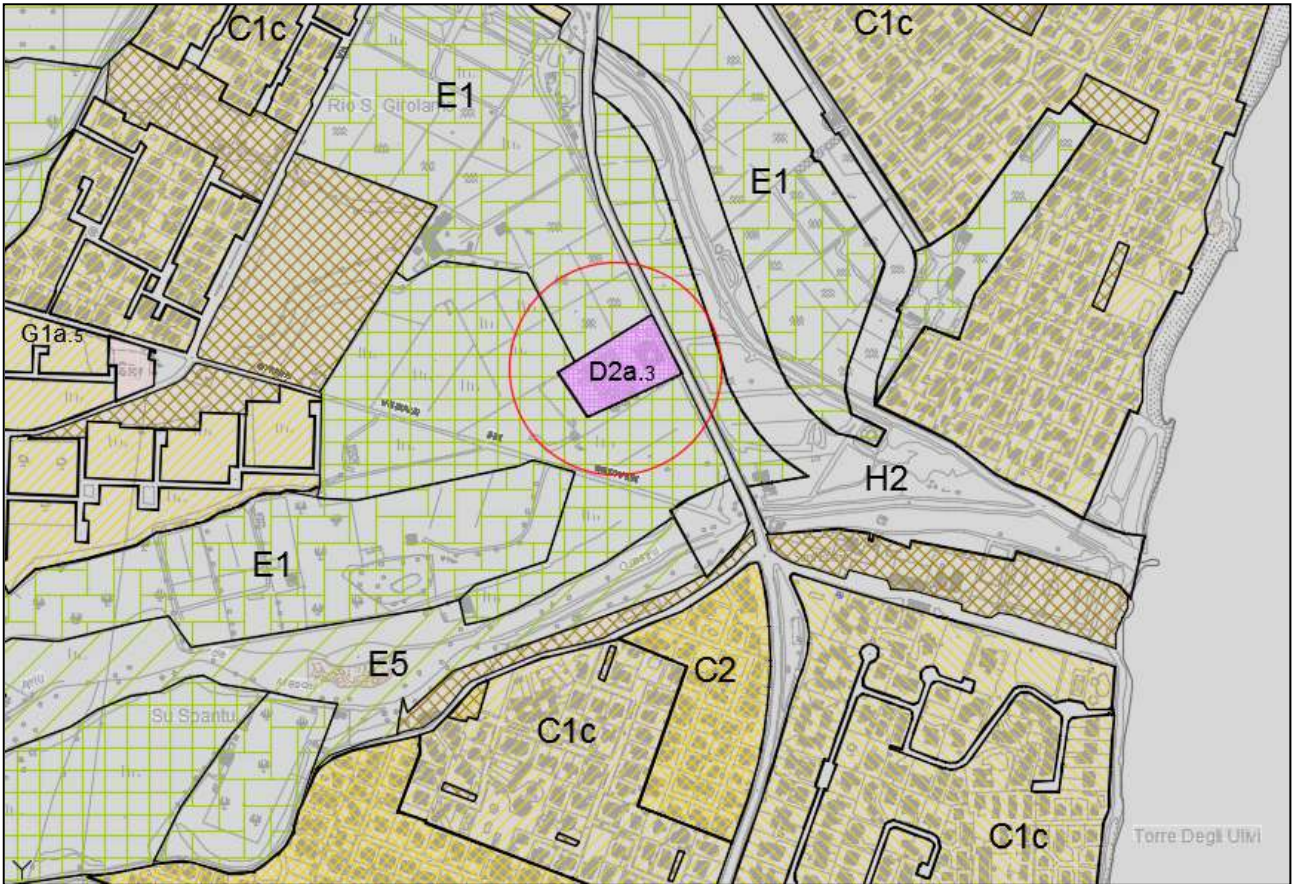 C1c
C1c
Rio S. Girolamo
E1
E1
G1a.5
D2a.3
H2
E1
E5
C2
Su Spantu
C1c
C1c
Torre Degli Ulivi